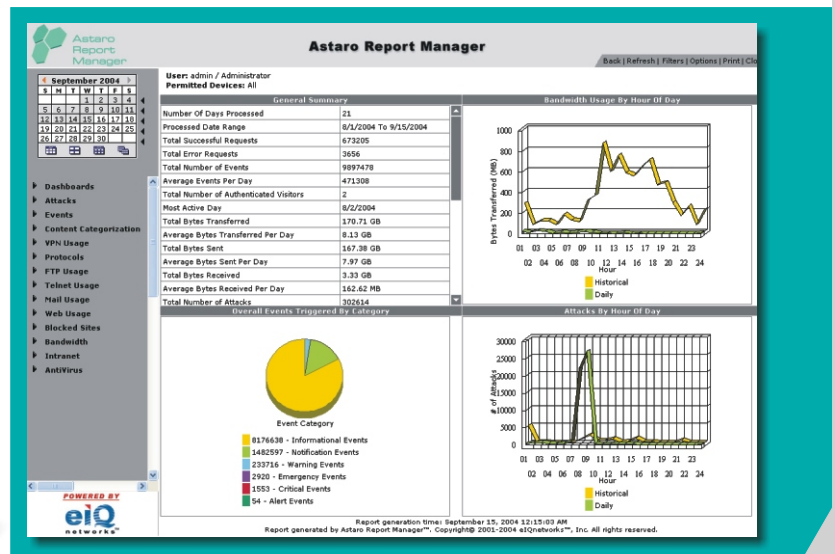 Astaro
Report
Manager
Astaro Report Manager
Back | Refresh | Filters | Options | Print | Clo
September 2004
S M T W T F S
1 2 3 4
5 6 7 8 9 10 11
12 13 14 15 16 17 18
19 20 21 22 23 24 25
26 27 28 29 30
Dashboards
Attacks
Events
Content Categorization
VPN Usage
Protocols
FTP Usage
Telnet Usage
Mail Usage
Web Usage
Blocked Sites
Bandwidth
Intranet
AntiVirus
POWERED BY
eiQ
networks™
User: admin / Administrator
Permitted Devices: All
General Summary
Number Of Days Processed 21
Processed Date Range 8/1/2004 To 9/15/2004
Total Successful Requests 673205
Total Error Requests 3656
Total Number of Events 9897478
Average Events Per Day 471308
Total Number of Authenticated Visitors 2
Most Active Day 8/2/2004
Total Bytes Transferred 170.71 GB
Average Bytes Transferred Per Day 8.13 GB
Total Bytes Sent 167.38 GB
Average Bytes Sent Per Day 7.97 GB
Total Bytes Received 3.33 GB
Average Bytes Received Per Day 162.62 MB
Total Number of Attacks 302614
Bandwidth Usage By Hour Of Day
Bytes Transferred (MB)
1000
800
600
400
200
0
01 03 05 07 09 11 13 15 17 19 21 23
02 04 06 08 10 12 14 16 18 20 22 24
Hour
Historical
Daily
Overall Events Triggered By Category
Event Category
8176638 - Informational Events
1482597 - Notification Events
233716 - Warning Events
2920 - Emergency Events
1553 - Critical Events
54 - Alert Events
Attacks By Hour Of Day
# of Attacks
30000
25000
20000
15000
10000
5000
0
01 03 05 07 09 11 13 15 17 19 21 23
02 04 06 08 10 12 14 16 18 20 22 24
Hour
Historical
Daily
Report generation time: September 15, 2004 12:15:03 AM
Report generated by Astaro Report Manager™. Copyright© 2001-2004 eIQnetworks™, Inc. All rights reserved.